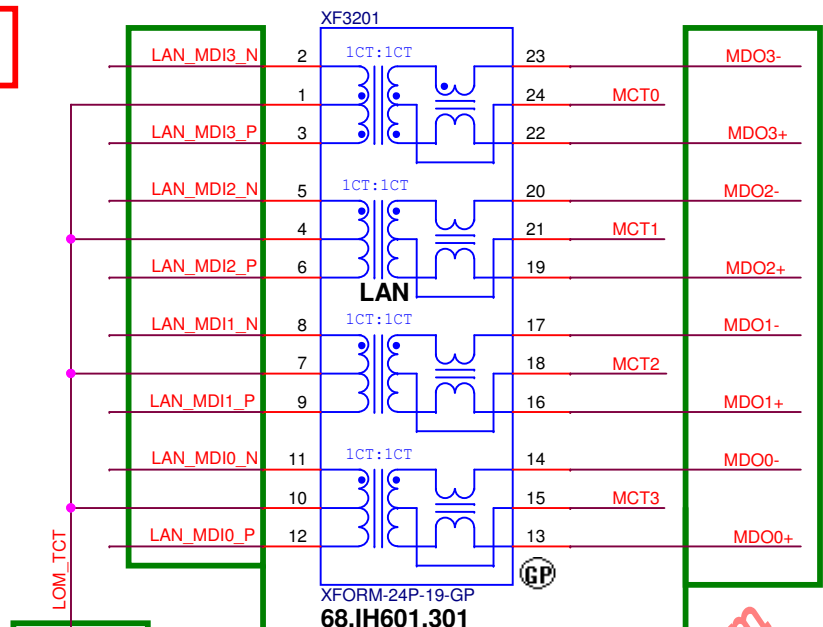 XF3201
LAN_MDI3_N 2 1CT:1CT 23 MDO3-
1 24 MCT0
LAN_MDI3_P 3 22 MDO3+
LAN_MDI2_N 5 1CT:1CT 20 MDO2-
4 21 MCT1
LAN_MDI2_P 6 19 MDO2+
LAN
LAN_MDI1_N 8 1CT:1CT 17 MDO1-
7 18 MCT2
LAN_MDI1_P 9 16 MDO1+
LAN_MDI0_N 11 1CT:1CT 14 MDO0-
10 15 MCT3
LAN_MDI0_P 12 13 MDO0+
LOM_TCT
GP
XFORM-24P-19-GP
68.IH601.301